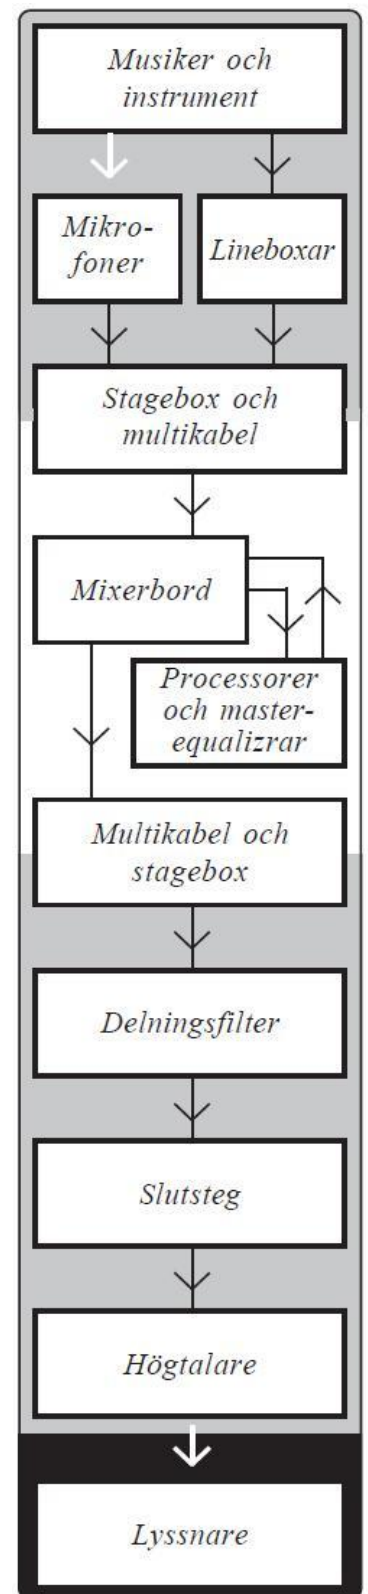 Musiker och
instrument
Mikro-
foner
Lineboxar
Stagebox och
multikabel
Mixerbord
Processorer
och master-
equalizrar
Multikabel och
stagebox
Delningsfilter
Slutsteg
Högtalare
Lyssnare